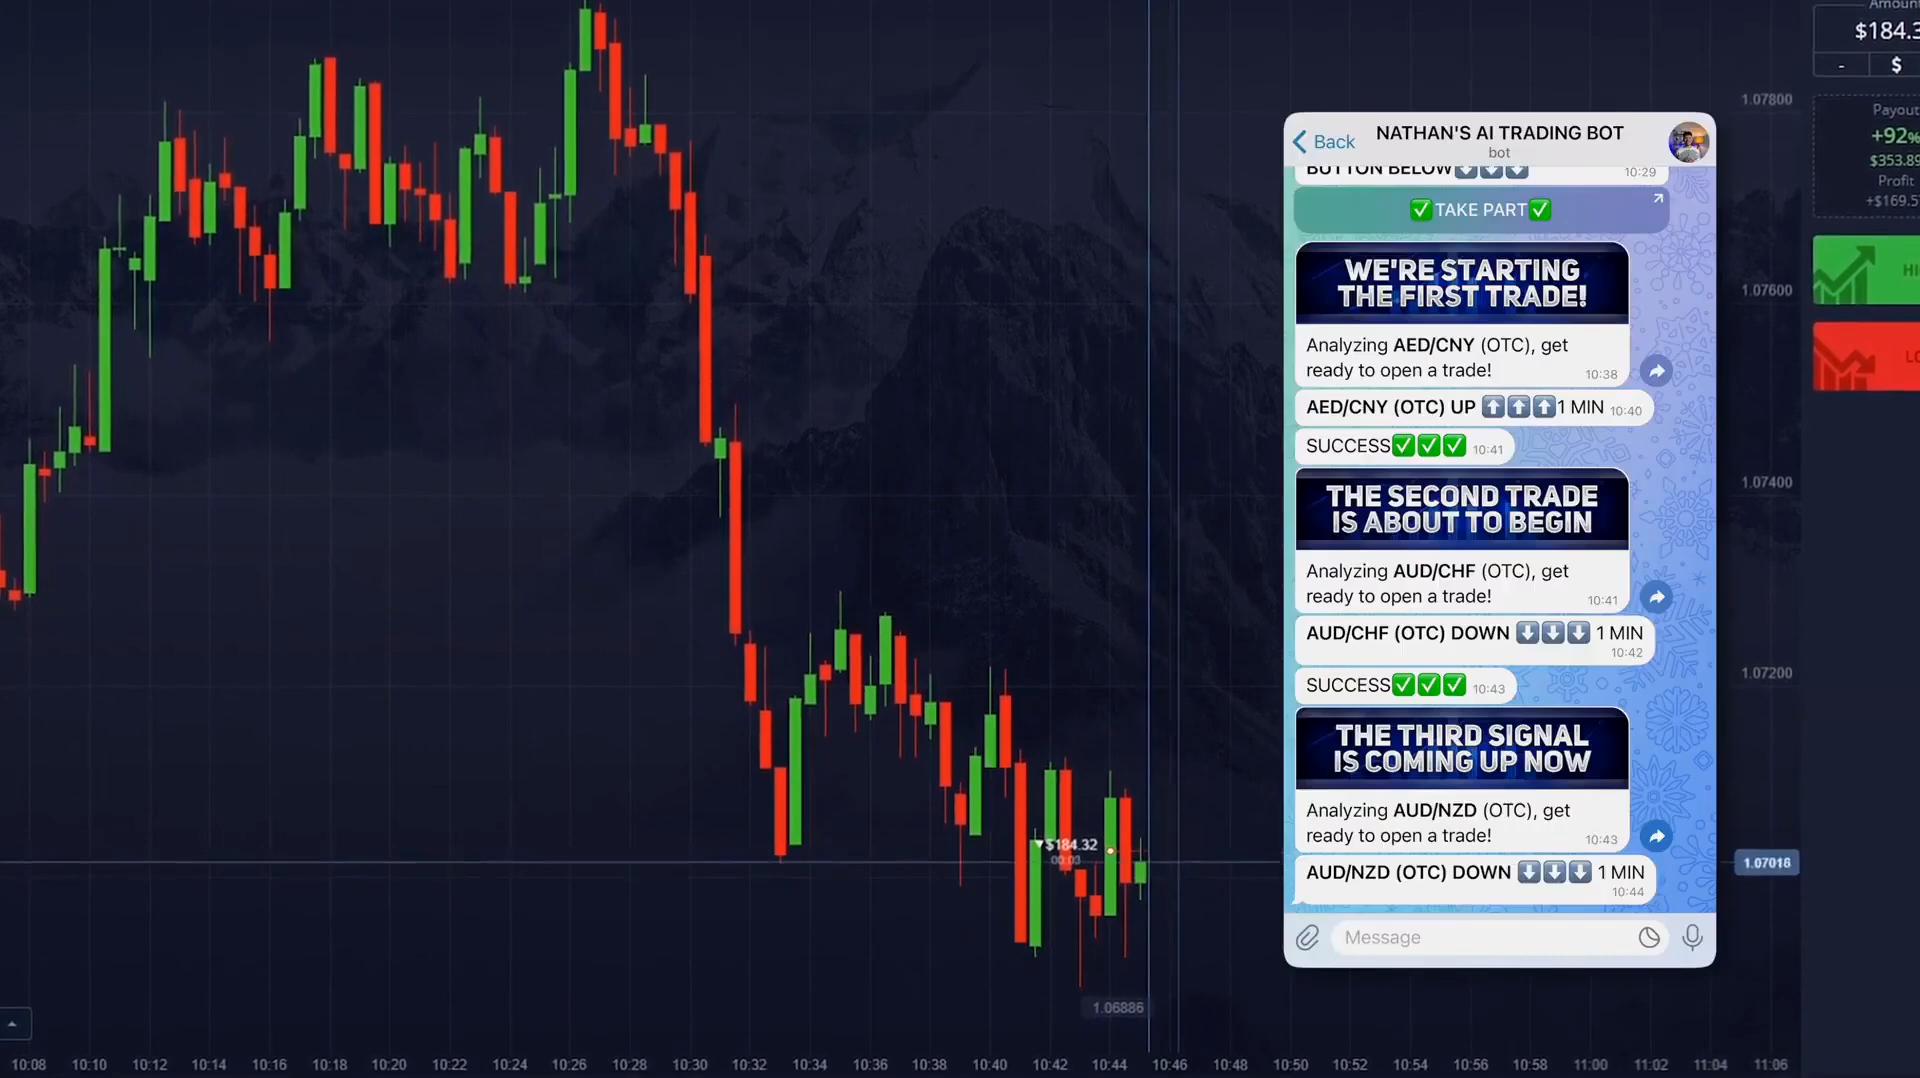 Amoun
$184.3
- $
Payout
+92%
$353.89
Profit
+$169.5
HI
LO
1.07800
1.07600
1.07400
1.07200
1.07018
1.06886
▼$184.32
00:03
Back
NATHAN'S AI TRADING BOT
bot
BUTTON BELOW⬇️⬇️⬇️ 10:29
✅TAKE PART✅
WE'RE STARTING
THE FIRST TRADE!
Analyzing AED/CNY (OTC), get
ready to open a trade! 10:38
AED/CNY (OTC) UP ⬆️⬆️⬆️1 MIN 10:40
SUCCESS✅✅✅ 10:41
THE SECOND TRADE
IS ABOUT TO BEGIN
Analyzing AUD/CHF (OTC), get
ready to open a trade! 10:41
AUD/CHF (OTC) DOWN ⬇️⬇️⬇️ 1 MIN
10:42
SUCCESS✅✅✅ 10:43
THE THIRD SIGNAL
IS COMING UP NOW
Analyzing AUD/NZD (OTC), get
ready to open a trade! 10:43
AUD/NZD (OTC) DOWN ⬇️⬇️⬇️ 1 MIN
10:44
Message
10:08 10:10 10:12 10:14 10:16 10:18 10:20 10:22 10:24 10:26 10:28 10:30 10:32 10:34 10:36 10:38 10:40 10:42 10:44 10:46 10:48 10:50 10:52 10:54 10:56 10:58 11:00 11:02 11:04 11:06